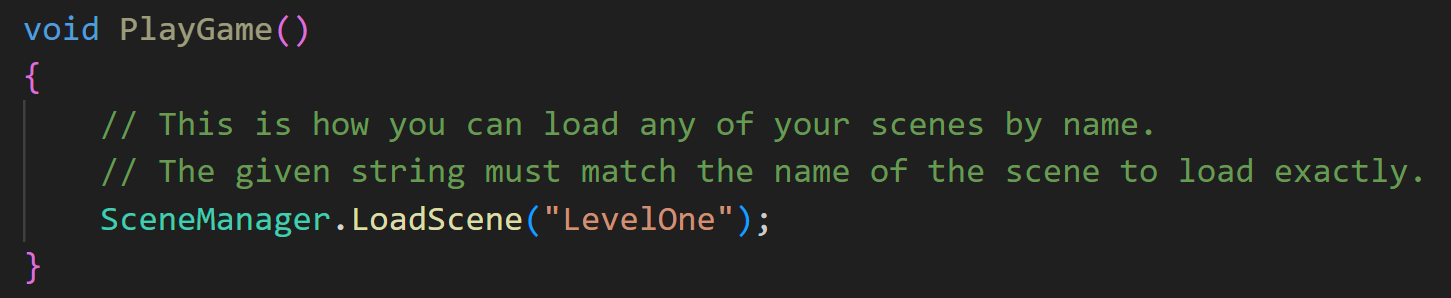 void PlayGame()
{
    // This is how you can load any of your scenes by name.
    // The given string must match the name of the scene to load exactly.
    SceneManager.LoadScene("LevelOne");
}